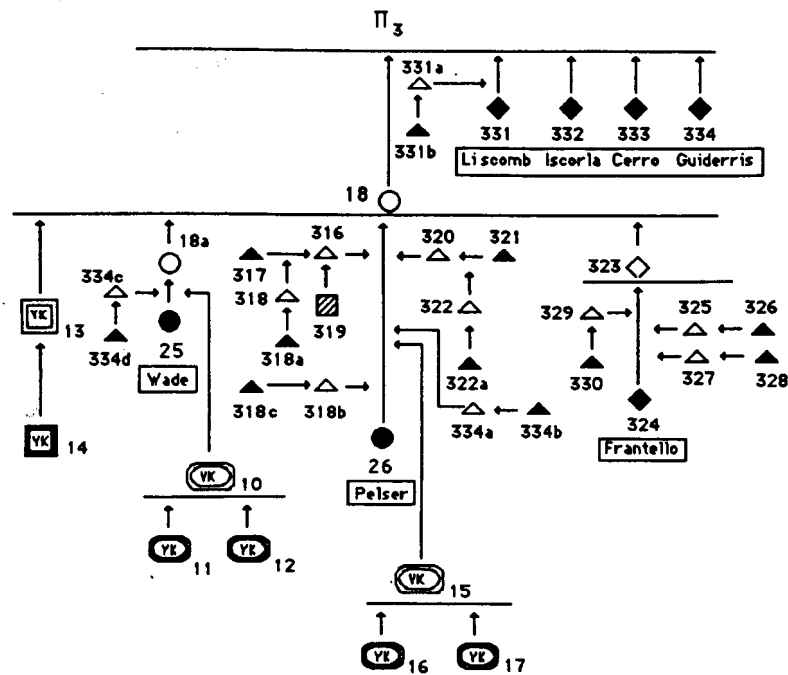 Π3
331a
331b
331 332 333 334
Liscomb Iscorla Cerro Guiderris
18
18a
316
320
321
317
318
322
323
334c
334d
319
318a
329
325
326
YK
13
25
Wade
322a
330
327
328
318c
318b
334a
334b
324
Frantello
YK
14
26
Pelser
YK
10
YK
11
YK
12
YK
15
YK
16
YK
17